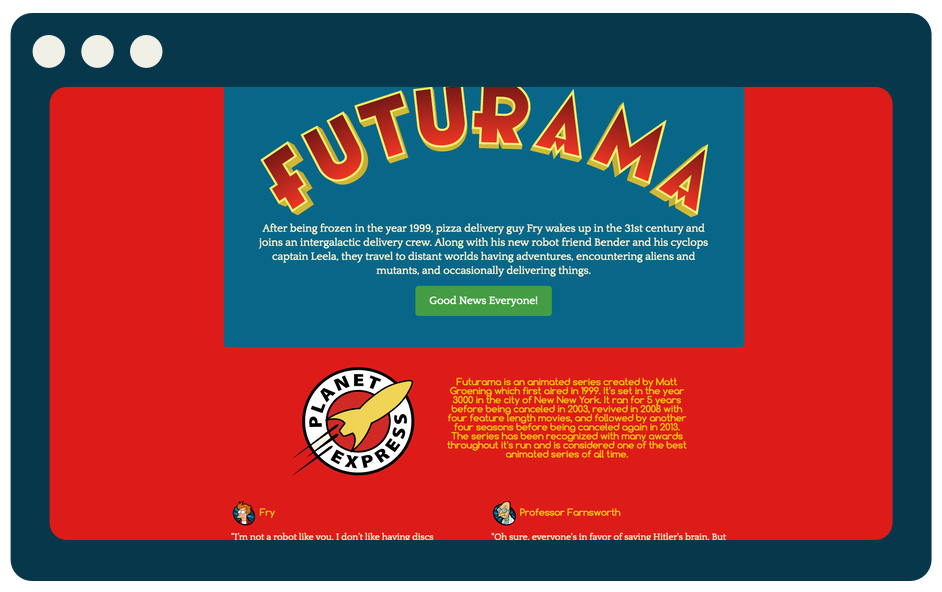 FUTURAMA
After being frozen in the year 1999, pizza delivery guy Fry wakes up in the 31st century and
joins an intergalactic delivery crew. Along with his new robot friend Bender and his cyclops
captain Leela, they travel to distant worlds having adventures, encountering aliens and
mutants, and occasionally delivering things.
Good News Everyone!
PLANET
EXPRESS
Futurama is an animated series created by Matt
Groening which first aired in 1999. It's set in the year
3000 in the city of New New York. It ran for 5 years
before being canceled in 2003, revived in 2008 with
four feature length movies, and followed by another
four seasons before being canceled again in 2013.
The series has been recognized with many awards
throughout it's run and is considered one of the best
animated series of all time.
Fry
Professor Farnsworth
"I'm not a robot like you. I don't like having discs
"Oh sure, everyone's in favor of saving Hitler's brain. But